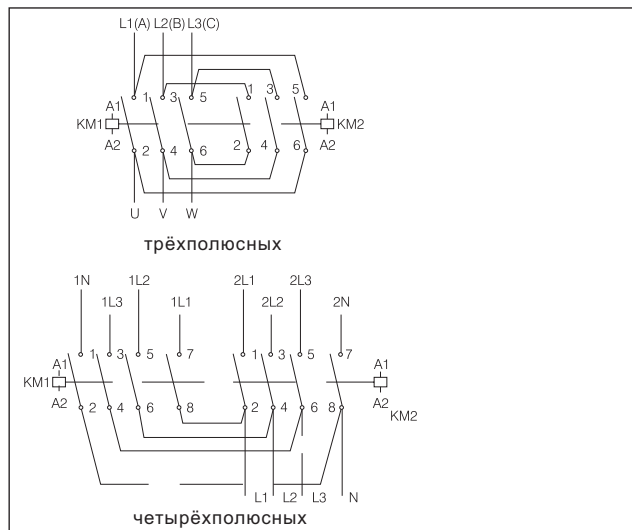 L1(A) L2(B) L3(C)
1 3 5 1 3 5
A1 A1
KM1 KM2
A2 A2
2 4 6 2 4 6
U V W
трёхполюсных
1N 1L2 2L1 2L3
1L3 1L1 2L2 2N
1 3 5 7 1 3 5 7
A1 A1
KM1
A2 A2
KM2
2 4 6 8 2 4 6 8
L1 L2 L3 N
четырёхполюсных